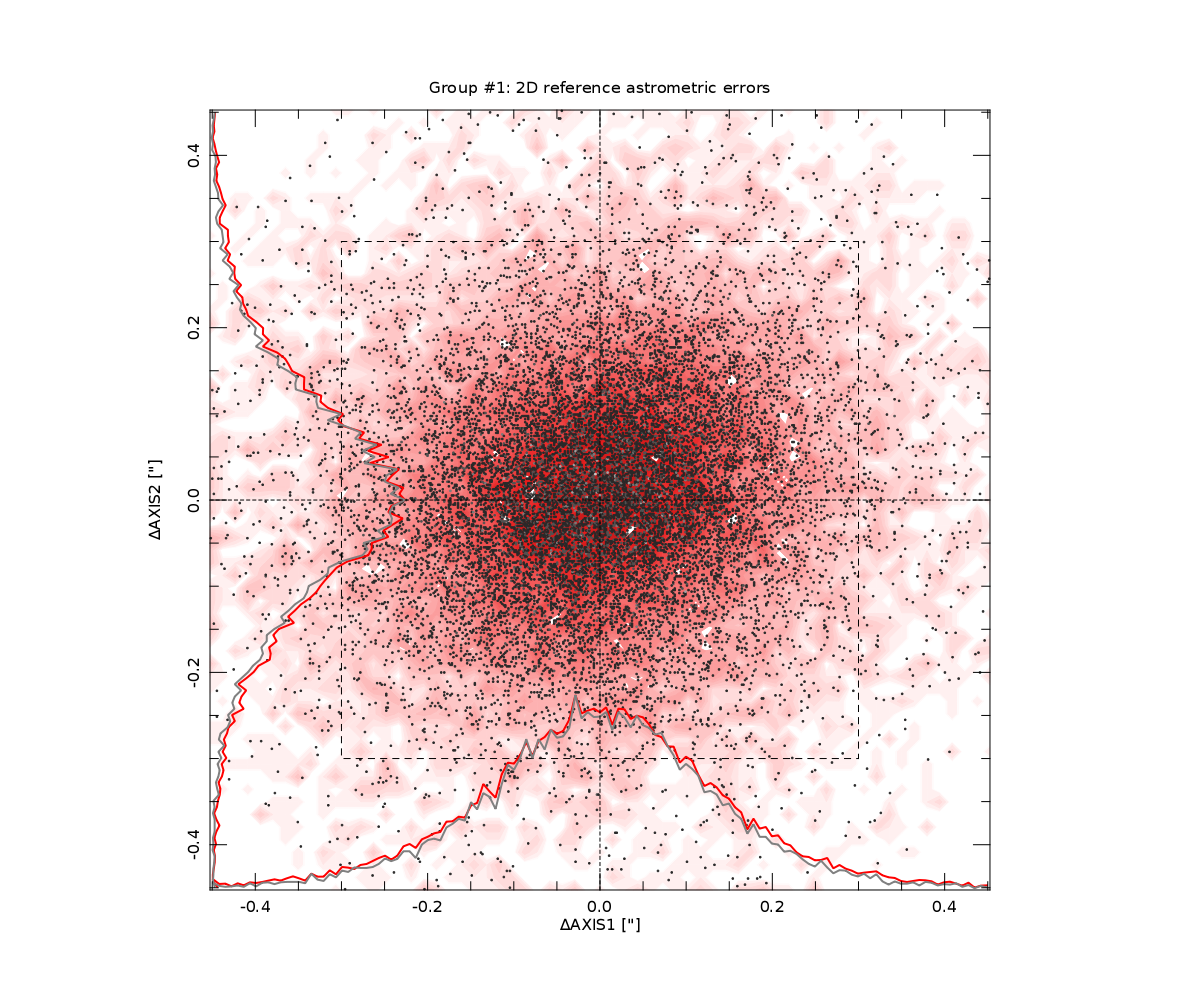 Group #1: 2D reference astrometric errors
0.4
0.2
0.0
-0.2
-0.4
ΔAXIS2 ["]
-0.4 -0.2 0.0 0.2 0.4
ΔAXIS1 ["]